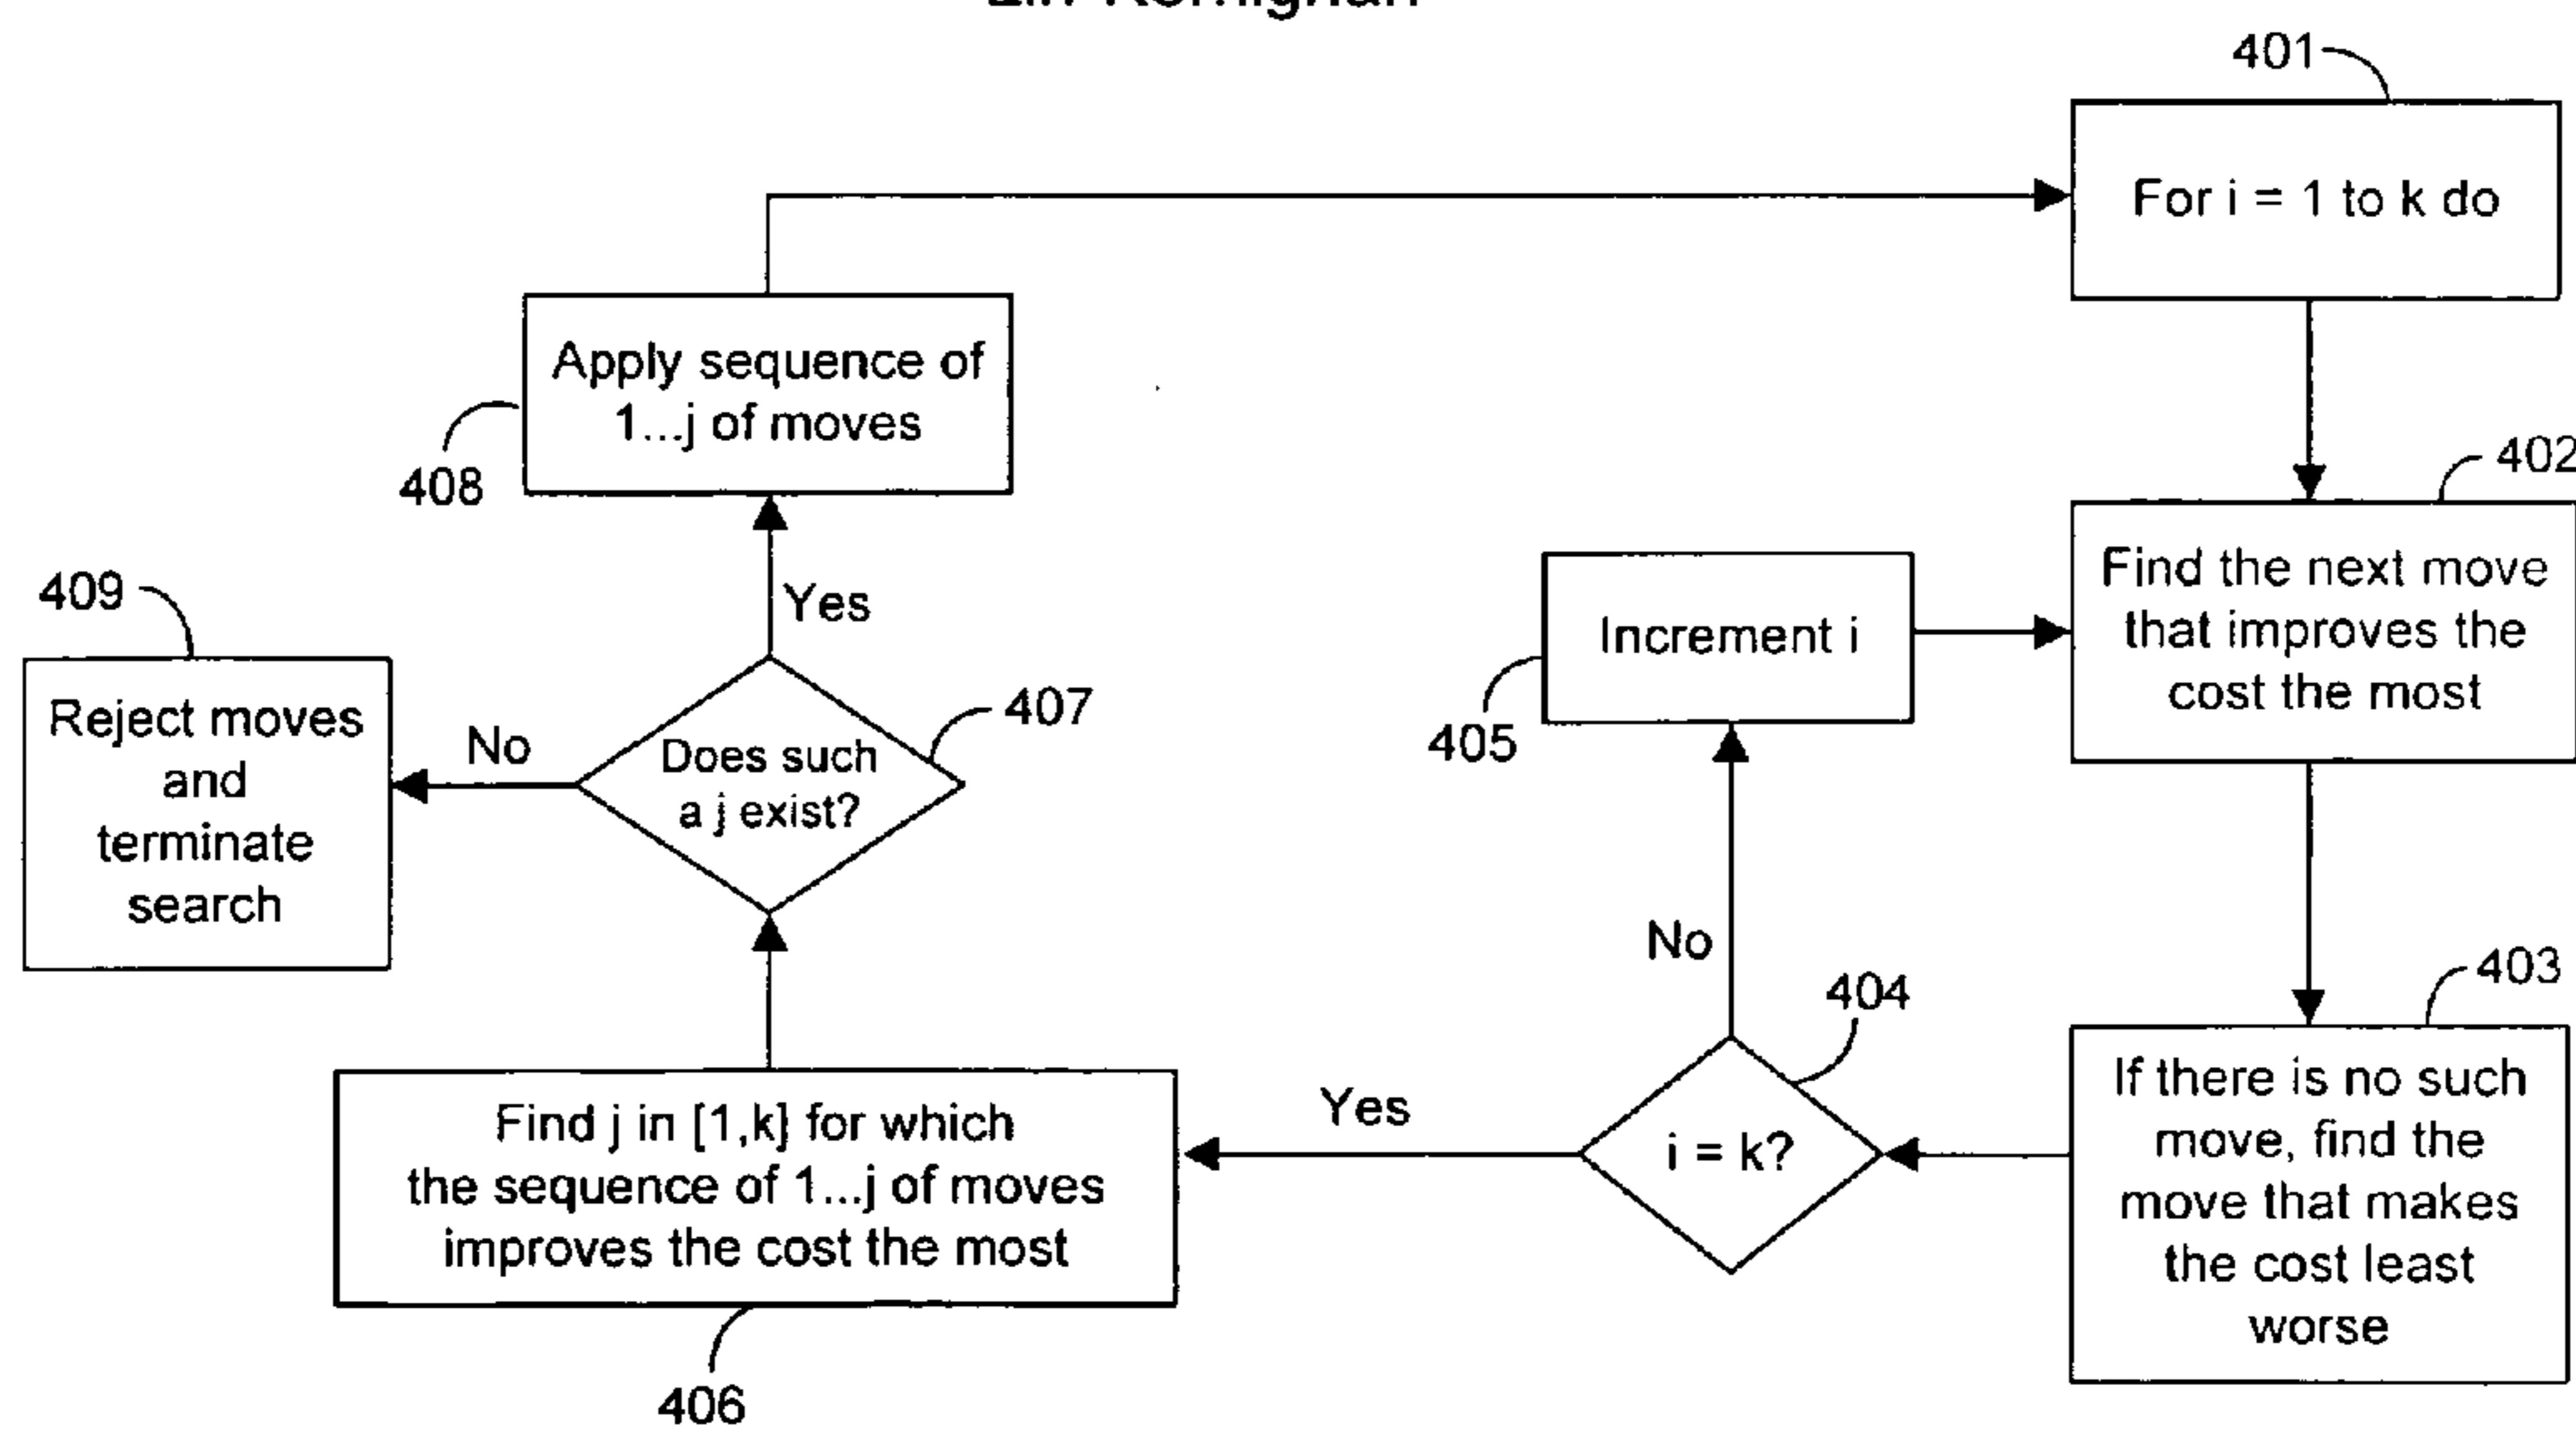 Lin-Kernighan
401
For i = 1 to k do
402
Find the next move
that improves the
cost the most
403
If there is no such
move, find the
move that makes
the cost least
worse
404
i = k?
No
Yes
405
Increment i
406
Find j in [1,k] for which
the sequence of 1...j of moves
improves the cost the most
407
Does such
a j exist?
Yes
No
408
Apply sequence of
1...j of moves
409
Reject moves
and
terminate
search